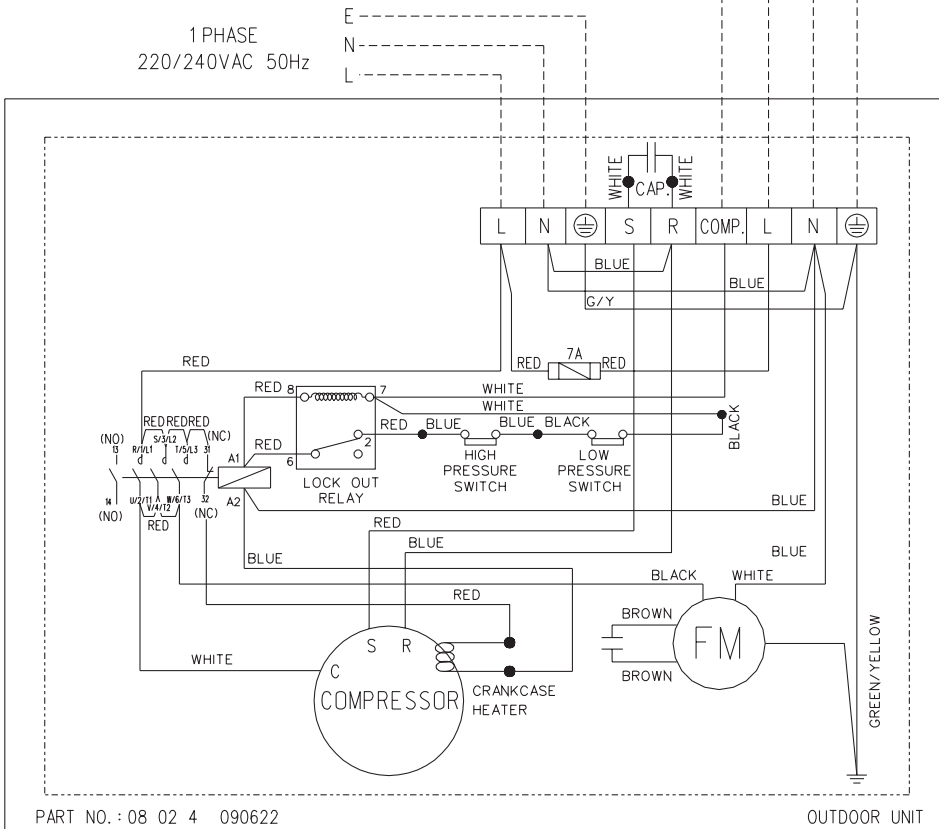 E
1 PHASE
N
220/240VAC 50Hz
L
WHITE
CAP.
WHITE
L N S R COMP. L N
BLUE
BLUE
G/Y
RED
RED 7A RED
RED 8 7 WHITE
WHITE
BLACK
RED RED RED
S/3/L2
(NO) (NC)
13 R/1/L1 T/5/L3 31
RED
6 2
RED BLUE BLUE BLACK
A1
LOCK OUT
RELAY
HIGH
PRESSURE
SWITCH
LOW
PRESSURE
SWITCH
A2
14 U/2/T1 W/6/T3 32
(NO) V/4/T2 (NC)
RED
BLUE
RED
BLUE
BLUE
BLUE
BLACK WHITE
RED
BROWN
FM
BROWN
GREEN/YELLOW
S R
WHITE
C
COMPRESSOR
CRANKCASE
HEATER
PART NO.: 08 02 4 090622
OUTDOOR UNIT